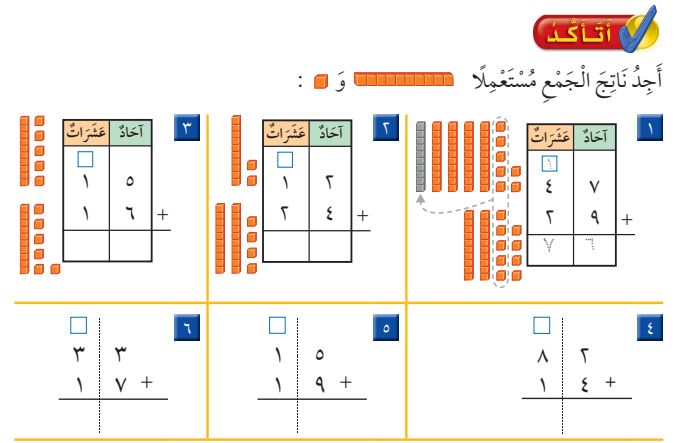 أَتَأَكَّدُ
أَجِدُ نَاتِجَ الْجَمْعِ مُسْتَعْمِلًا وَ :
١
آحَادٌ عَشَرَاتٌ
١
٤ ٧
+ ٢ ٩
٧ ٦
٢
آحَادٌ عَشَرَاتٌ
١ ٢
+ ٢ ٤
٣
آحَادٌ عَشَرَاتٌ
١ ٥
+ ١ ٦
٤
٨ ٢
+ ١ ٤
٥
١ ٥
+ ١ ٩
٦
٣ ٣
+ ١ ٧